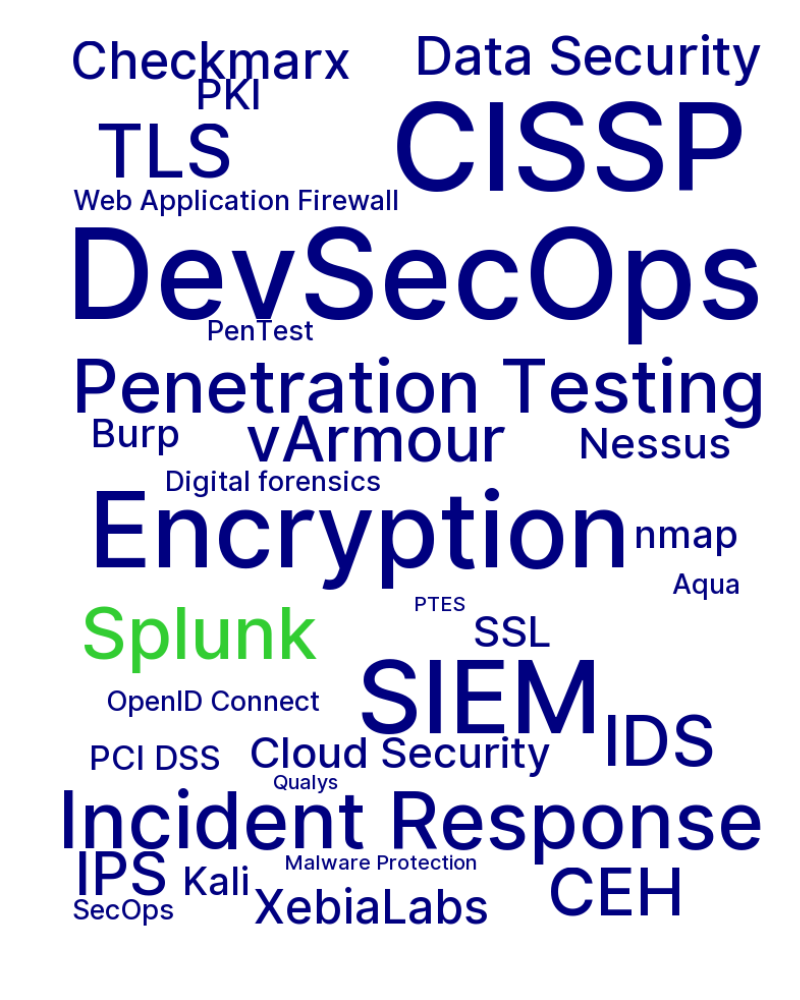 Checkmarx
Data Security
PKI
CISSP
TLS
Web Application Firewall
DevSecOps
PenTest
Penetration Testing
Burp
vArmour
Nessus
Digital forensics
Encryption
nmap
Aqua
PTES
Splunk
SSL
SIEM
OpenID Connect
IDS
PCI DSS
Cloud Security
Qualys
Incident Response
IPS
Malware Protection
Kali
CEH
SecOps
XebiaLabs